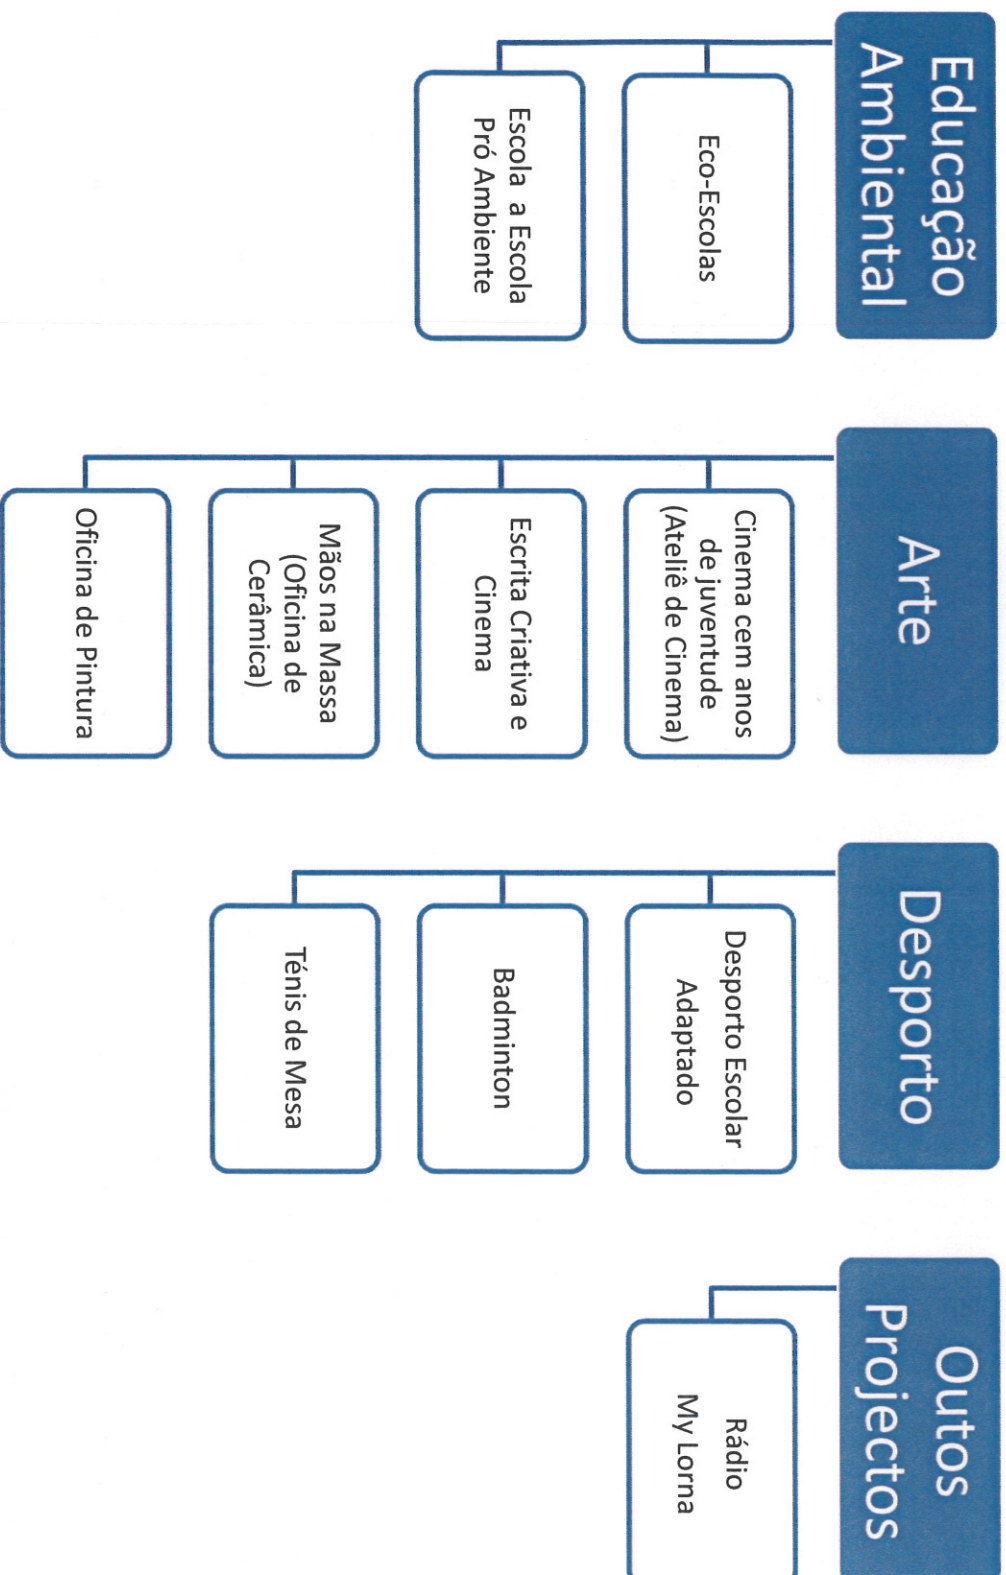 Educação
Ambiental
Eco-Escolas
Escola a Escola
Pró Ambiente
Arte
Cinema cem anos
de juventude
(Ateliê de Cinema)
Escrita Criativa e
Cinema
Mãos na Massa
(Oficina de
Cerâmica)
Oficina de Pintura
Desporto
Desporto Escolar
Adaptado
Badminton
Ténis de Mesa
Outos
Projectos
Rádio
My Lorna